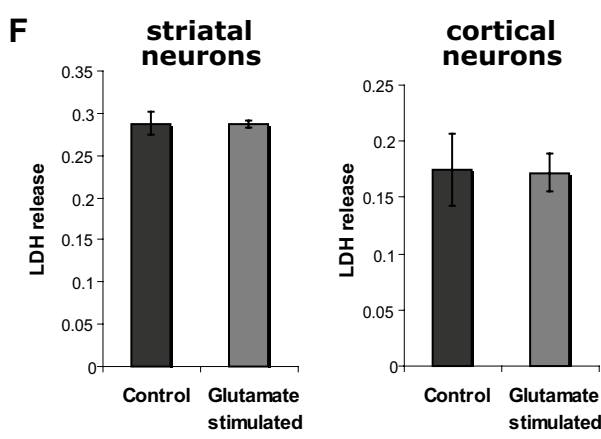 F
striatal
neurons
LDH release
0.35
0.3
0.25
0.2
0.15
0.1
0.05
0
Control
Glutamate
stimulated
cortical
neurons
LDH release
0.25
0.2
0.15
0.1
0.05
0
Control
Glutamate
stimulated